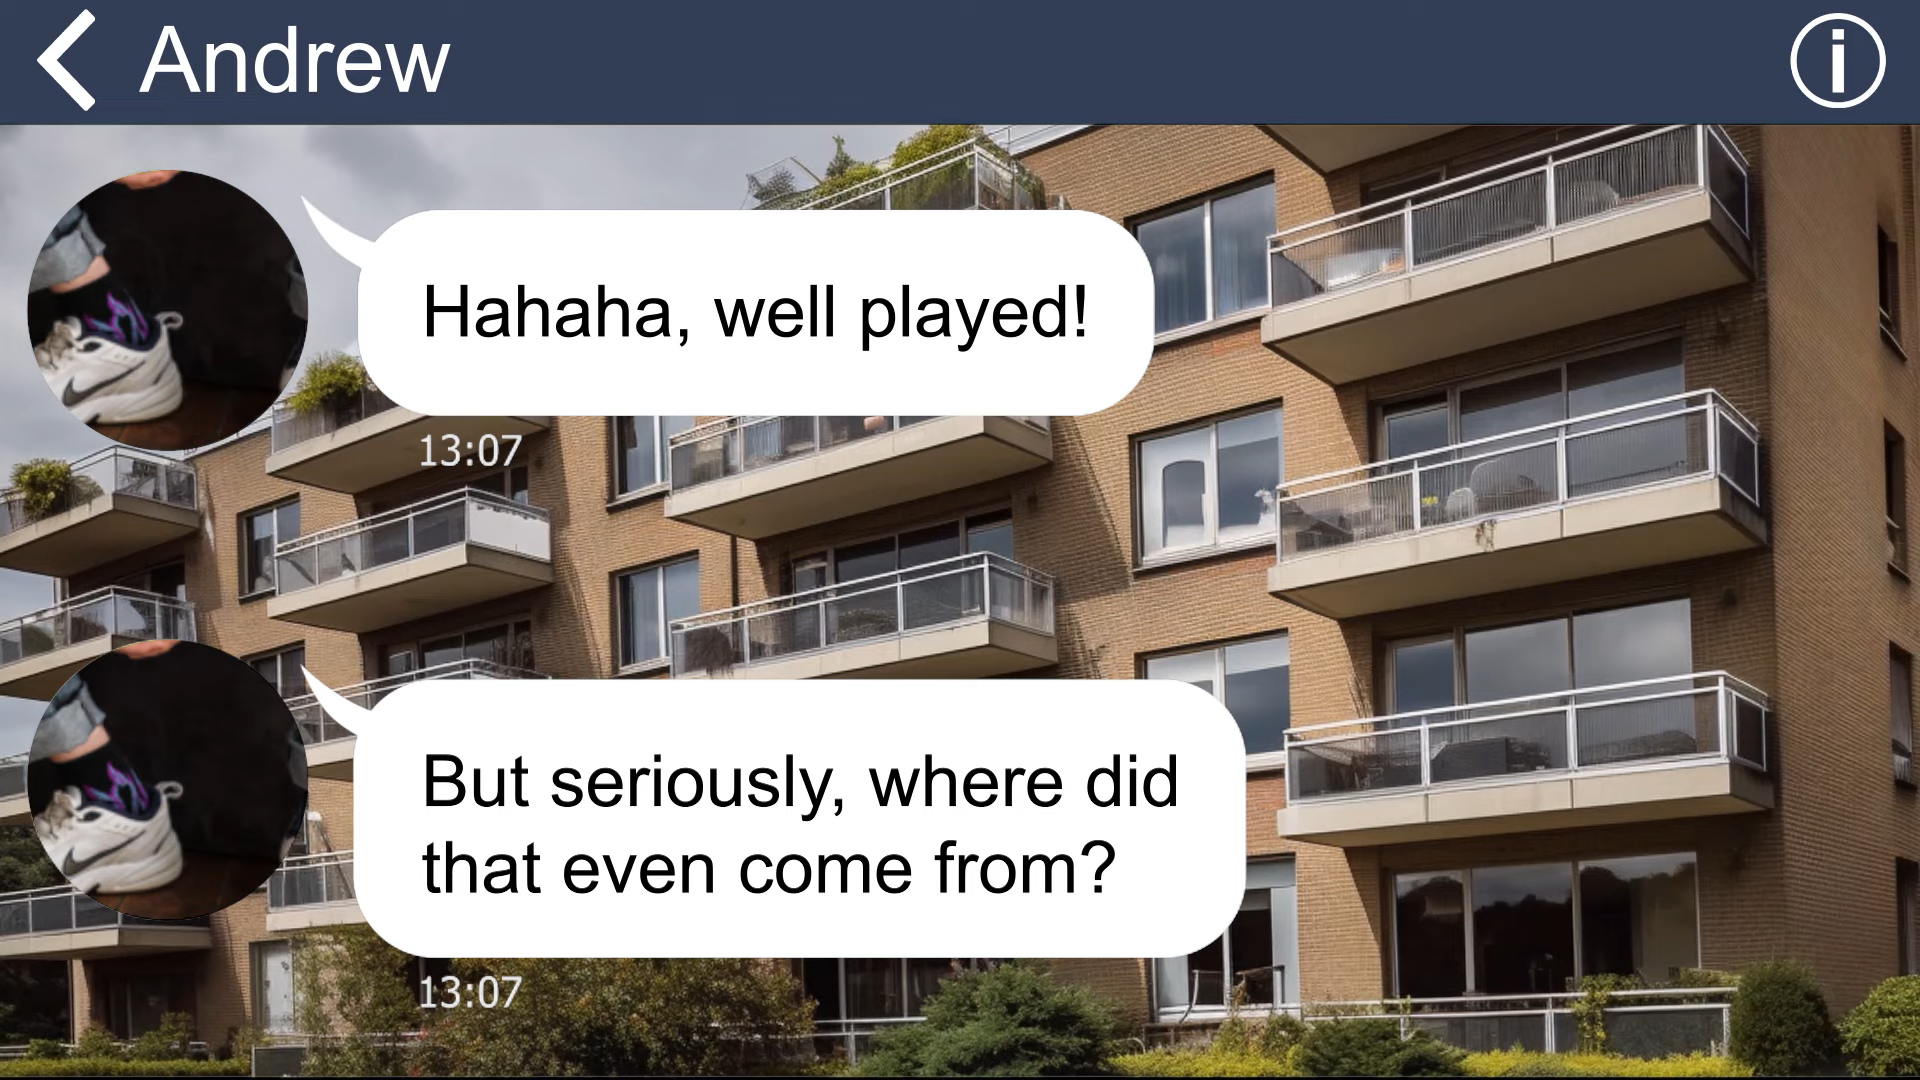 Andrew
Hahaha, well played!
13:07
But seriously, where did
that even come from?
13:07